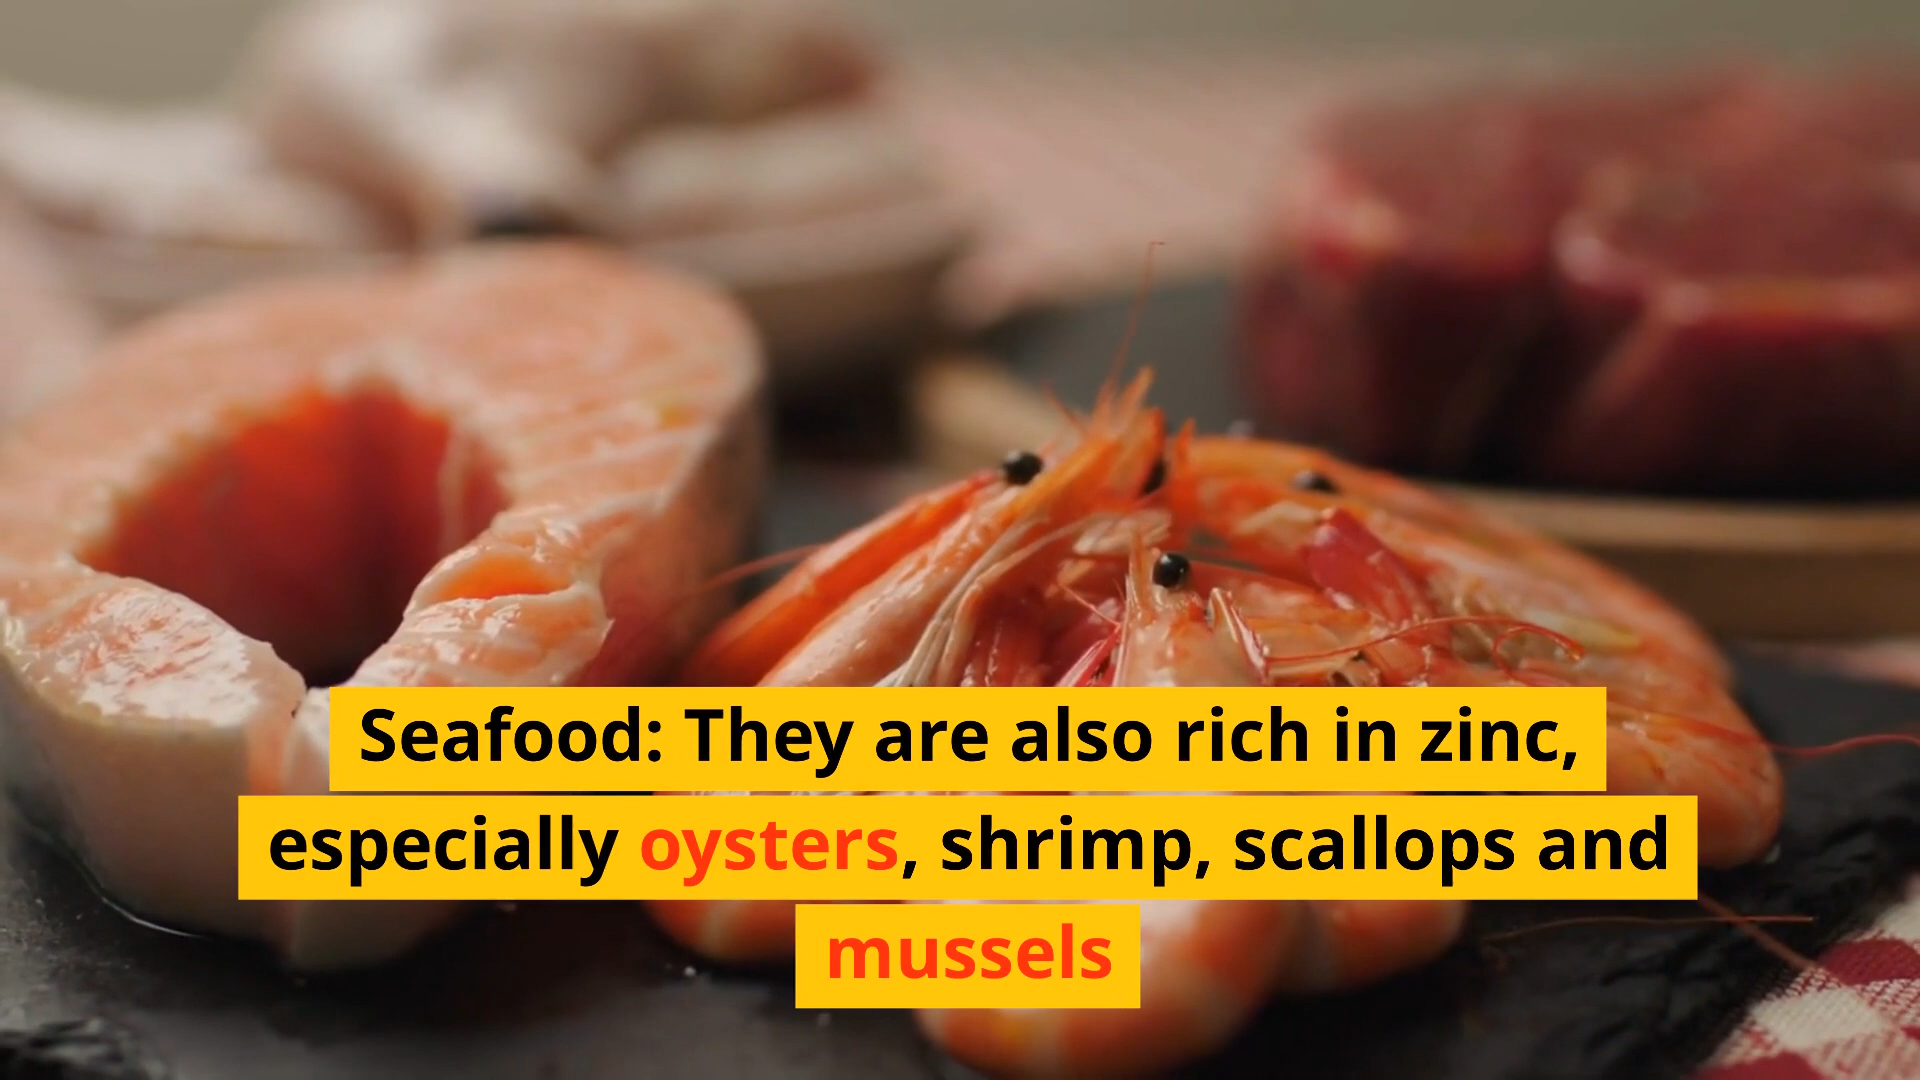 Seafood: They are also rich in zinc,
especially oysters, shrimp, scallops and
mussels